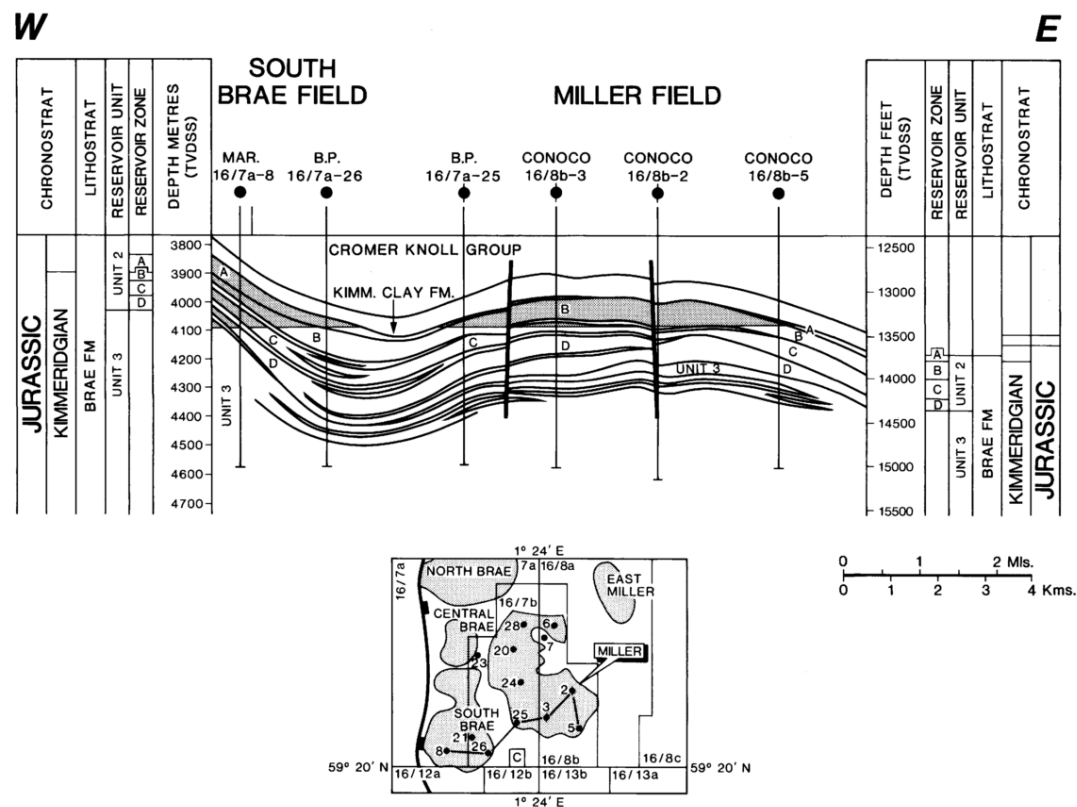 W
E
SOUTH
BRAE FIELD
MILLER FIELD
CHRONOSTRAT
LITHOSTRAT
RESERVOIR UNIT
RESERVOIR ZONE
DEPTH METRES
(TVDSS)
MAR.
16/7a-8
B.P.
16/7a-26
B.P.
16/7a-25
CONOCO
16/8b-3
CONOCO
16/8b-2
CONOCO
16/8b-5
DEPTH FEET
(TVDSS)
RESERVOIR ZONE
RESERVOIR UNIT
LITHOSTRAT
CHRONOSTRAT
JURASSIC
KIMMERIDGIAN
BRAE FM
UNIT 2
UNIT 3
A
B
C
D
3800
3900
4000
4100
4200
4300
4400
4500
4600
4700
CROMER KNOLL GROUP
KIMM. CLAY FM.
A
B
C
D
UNIT 3
C
B
D
UNIT 3
A
B
C
D
12500
13000
13500
14000
14500
15000
15500
A
B
C
D
UNIT 2
UNIT 3
BRAE FM
KIMMERIDGIAN
JURASSIC
1° 24' E
16/7a
NORTH BRAE
7a
16/8a
EAST
MILLER
16/7b
CENTRAL
BRAE
28
6
7
20
23
MILLER
24
2
SOUTH
BRAE
25
3
5
21
8
26
C
16/8b
16/8c
59° 20' N
16/12a
16/12b
16/13b
16/13a
59° 20' N
1° 24' E
0 1 2 Mls.
0 1 2 3 4 Kms.